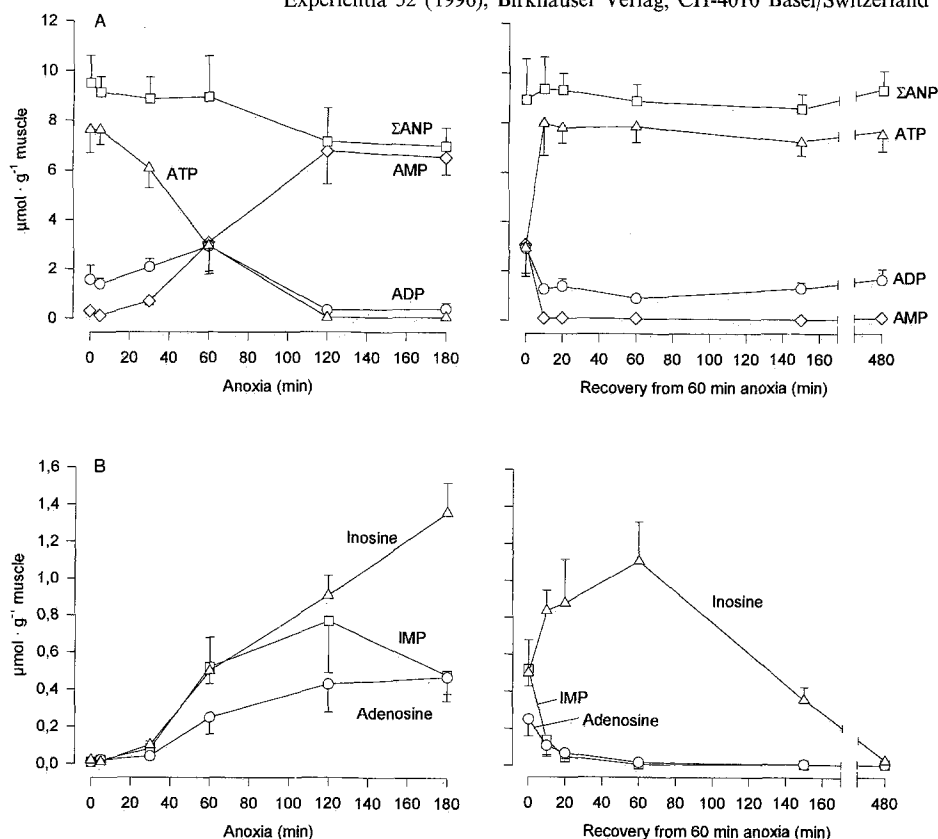 Experientia 52 (1996), Birkhäuser Verlag, CH-4010 Basel/Switzerland
A
12
10
8
6
4
2
0
μmol · g⁻¹ muscle
ΣANP
ATP
AMP
ADP
0 20 40 60 80 100 120 140 160 180
Anoxia (min)
ΣANP
ATP
ADP
AMP
0 20 40 60 80 100 120 140 160 480
Recovery from 60 min anoxia (min)
B
1,6
1,4
1,2
1,0
0,8
0,6
0,4
0,2
0,0
μmol · g⁻¹ muscle
Inosine
IMP
Adenosine
0 20 40 60 80 100 120 140 160 180
Anoxia (min)
Inosine
IMP
Adenosine
0 20 40 60 80 100 120 140 160 480
Recovery from 60 min anoxia (min)